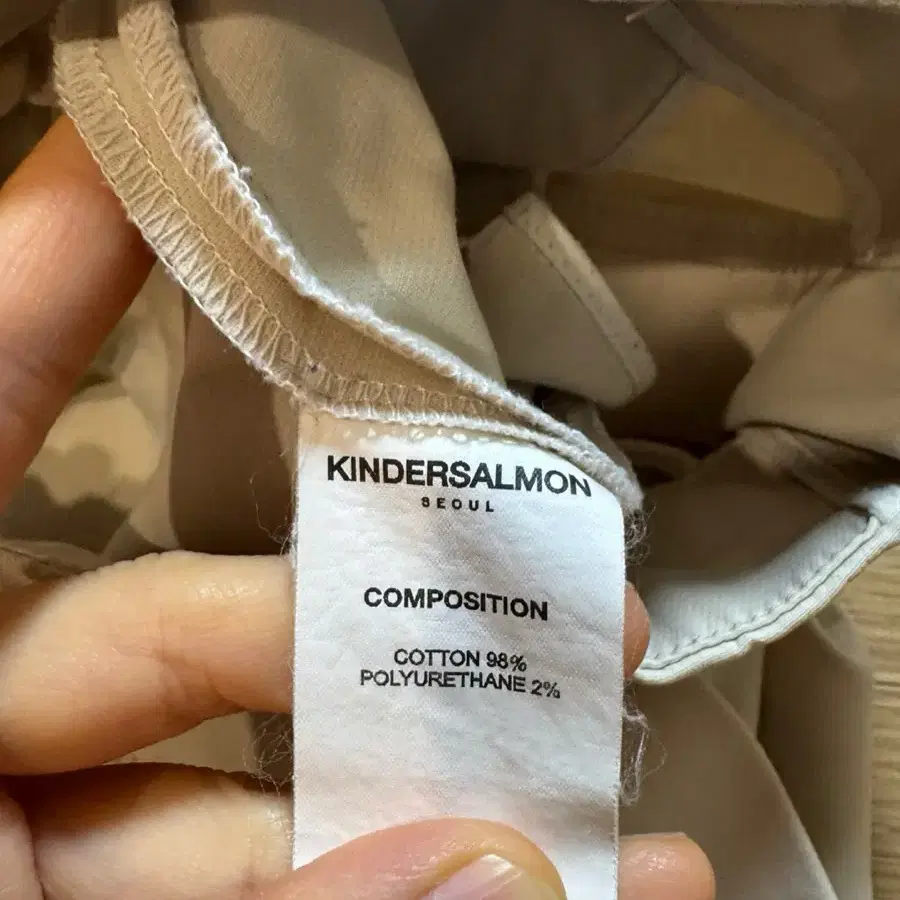 KINDERSALMON
SEOUL
COMPOSITION
COTTON 98%
POLYURETHANE 2%